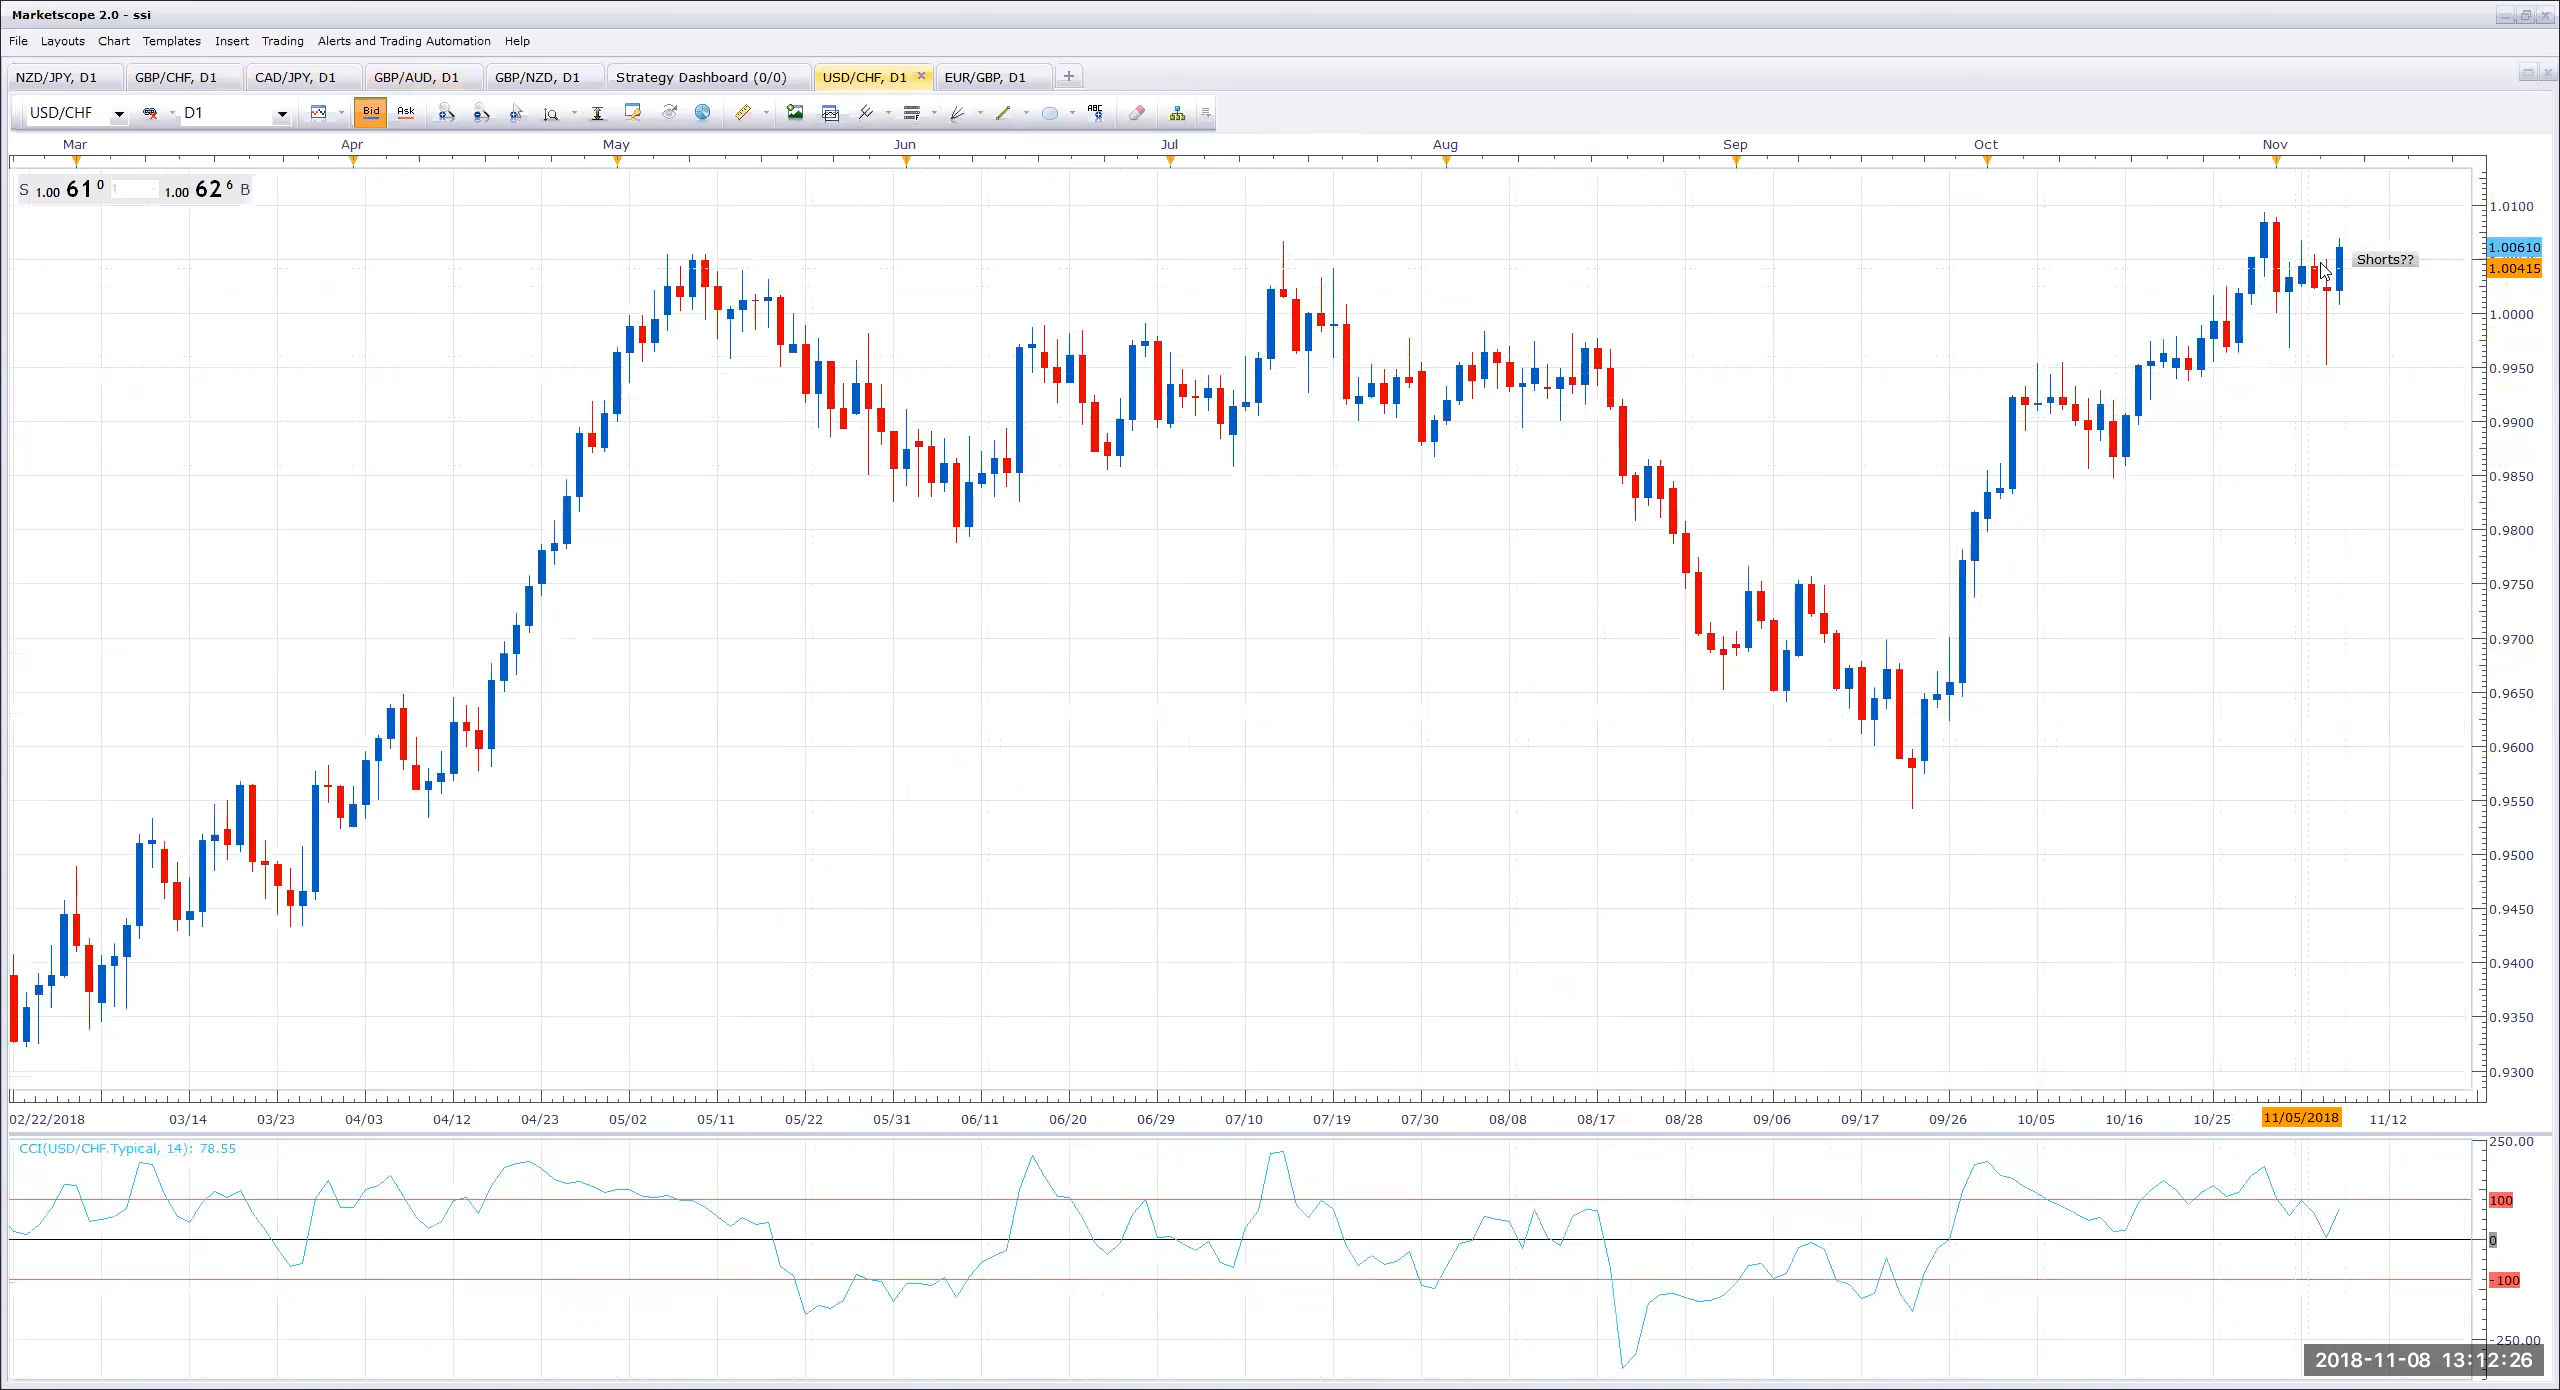 Marketscope 2.0 - ssi
File Layouts Chart Templates Insert Trading Alerts and Trading Automation Help
NZD/JPY, D1 GBP/CHF, D1 CAD/JPY, D1 GBP/AUD, D1 GBP/NZD, D1 Strategy Dashboard (0/0) USD/CHF, D1 EUR/GBP, D1
USD/CHF D1 Bid Ask ABC
Mar Apr May Jun Jul Aug Sep Oct Nov
S 1.00 61 0 1 1.00 62 6 B
1.0100
1.00610
Shorts??
1.00415
1.0000
0.9950
0.9900
0.9850
0.9800
0.9750
0.9700
0.9650
0.9600
0.9550
0.9500
0.9450
0.9400
0.9350
0.9300
02/22/2018 03/14 03/23 04/03 04/12 04/23 05/02 05/11 05/22 05/31 06/11 06/20 06/29 07/10 07/19 07/30 08/08 08/17 08/28 09/06 09/17 09/26 10/05 10/16 10/25 11/05/2018 11/12
CCI(USD/CHF.Typical, 14): 78.55
250.00
100
0
-100
-250.00
2018-11-08 13:12:26